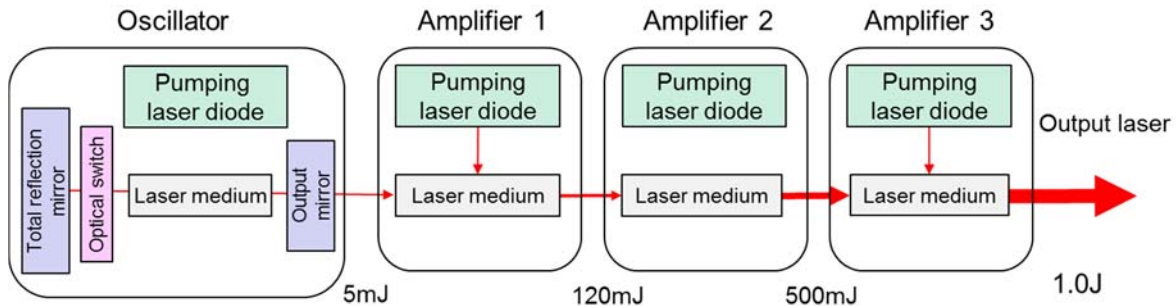 Oscillator
Amplifier 1
Amplifier 2
Amplifier 3
Pumping
laser diode
Pumping
laser diode
Pumping
laser diode
Pumping
laser diode
Total reflection
mirror
Optical switch
Laser medium
Output
mirror
Laser medium
Laser medium
Laser medium
Output laser
5mJ
120mJ
500mJ
1.0J